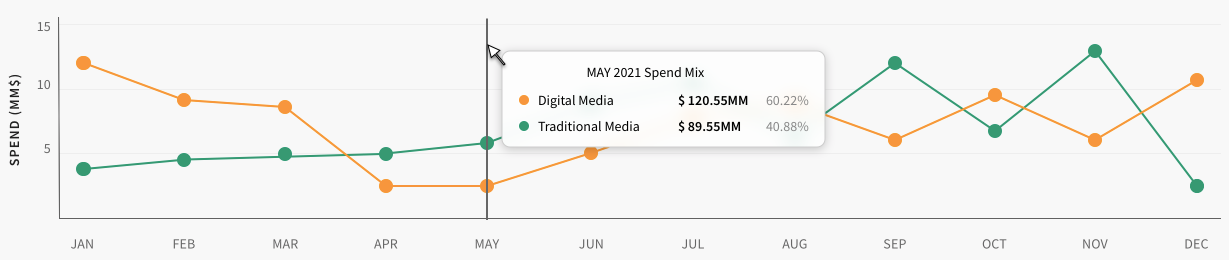 15
10
5
SPEND (MM$)
MAY 2021 Spend Mix
Digital Media $ 120.55MM 60.22%
Traditional Media $ 89.55MM 40.88%
JAN FEB MAR APR MAY JUN JUL AUG SEP OCT NOV DEC